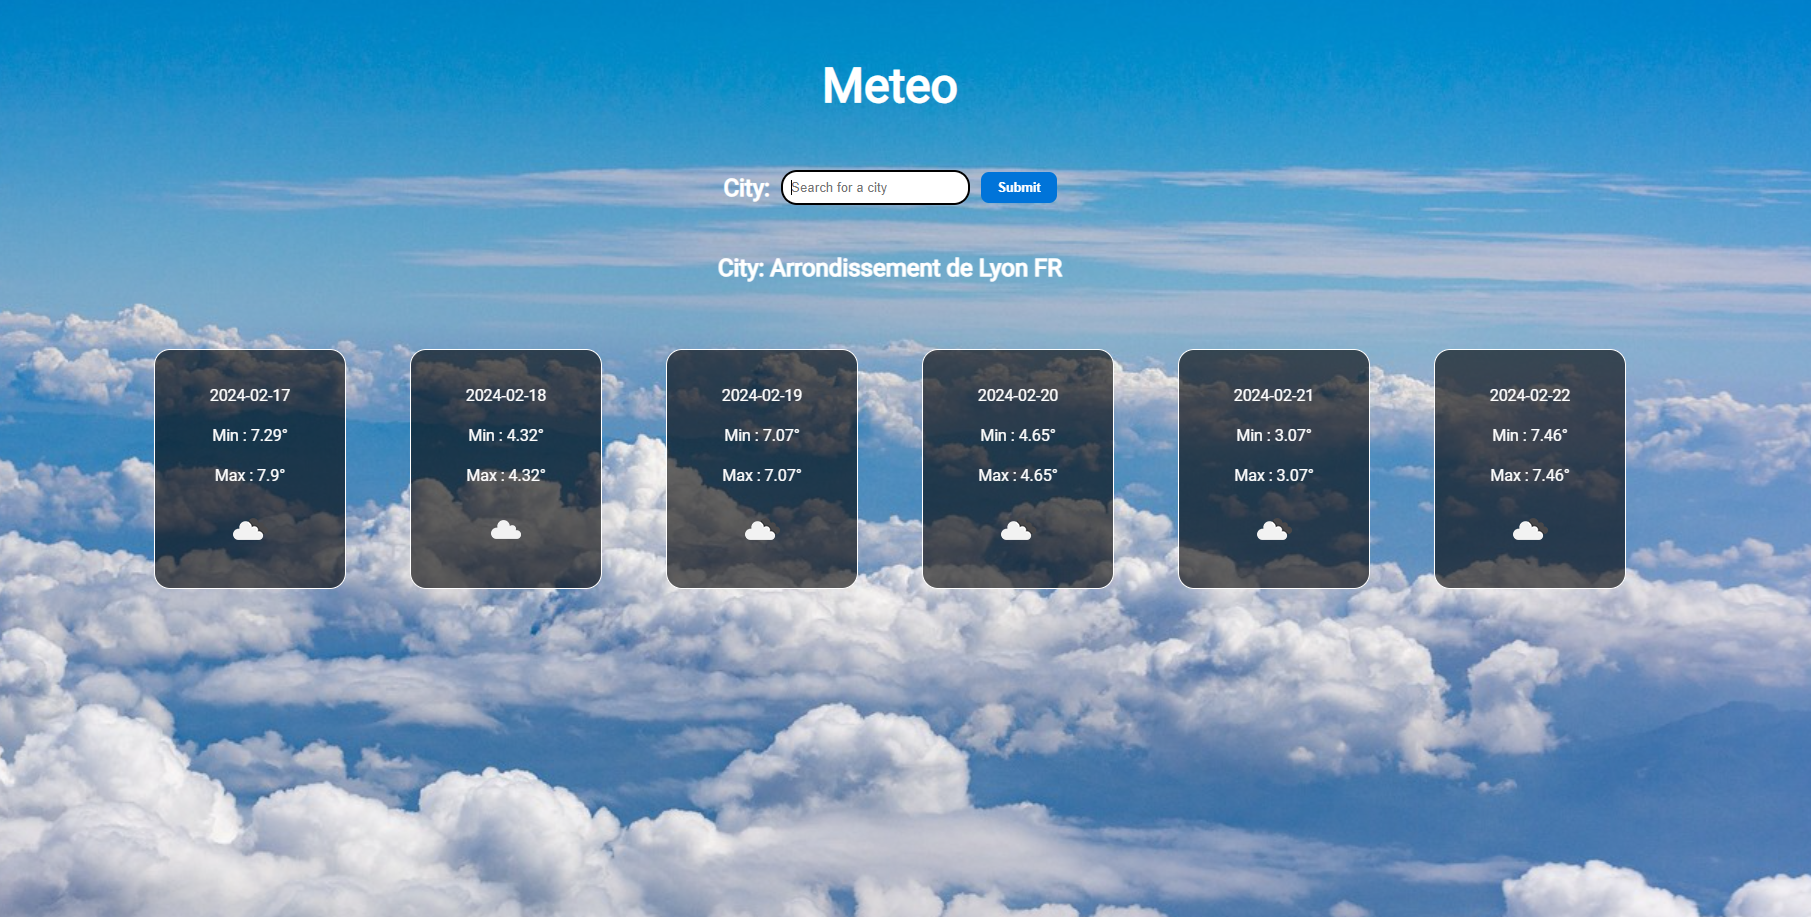 Meteo
City: Search for a city Submit
City: Arrondissement de Lyon FR
2024-02-17
Min : 7.29°
Max : 7.9°
2024-02-18
Min : 4.32°
Max : 4.32°
2024-02-19
Min : 7.07°
Max : 7.07°
2024-02-20
Min : 4.65°
Max : 4.65°
2024-02-21
Min : 3.07°
Max : 3.07°
2024-02-22
Min : 7.46°
Max : 7.46°